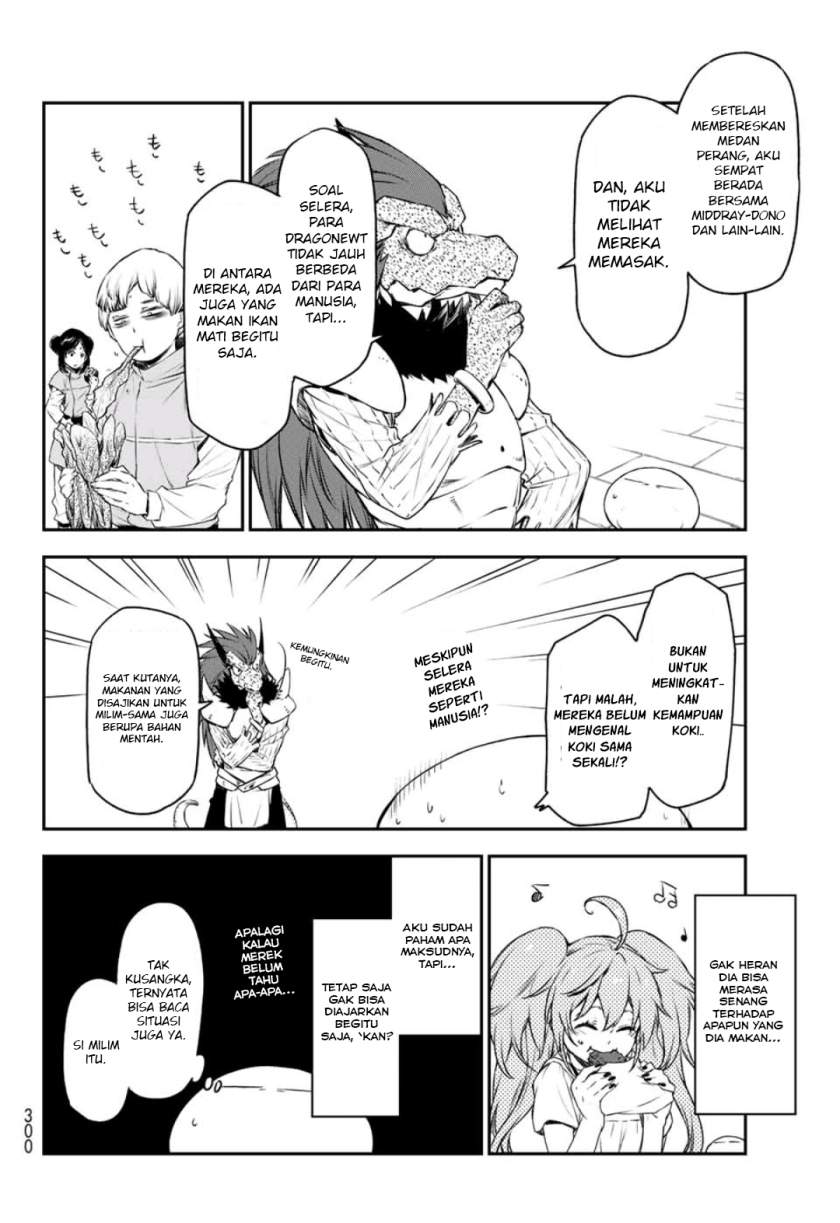 SETELAH
MEMBERESKAN
MEDAN
PERANG, AKU
SEMPAT
BERADA
BERSAMA
MIDDRAY-DONO
DAN LAIN-LAIN.
DAN, AKU
TIDAK
MELIHAT
MEREKA
MEMASAK.
SOAL
SELERA,
PARA
DRAGONEWT
TIDAK JAUH
BERBEDA
DARI PARA
MANUSIA,
TAPI...
DI ANTARA
MEREKA, ADA
JUGA YANG
MAKAN IKAN
MATI BEGITU
SAJA.
も〜
も〜
も〜
も〜
も〜
も〜
BUKAN
UNTUK
MENINGKAT-
KAN
KEMAMPUAN
KOKI..
TAPI MALAH,
MEREKA BELUM
MENGENAL
KOKI SAMA
SEKALI!?
MESKIPUN
SELERA
MEREKA
SEPERTI
MANUSIA!?
KEMUNGKINAN
BEGITU.
SAAT KUTANYA,
MAKANAN YANG
DISAJIKAN UNTUK
MILIM-SAMA JUGA
BERUPA BAHAN
MENTAH.
GAK HERAN
DIA BISA
MERASA
SENANG
TERHADAP
APAPUN YANG
DIA MAKAN...
AKU SUDAH
PAHAM APA
MAKSUDNYA,
TAPI...
TETAP SAJA
GAK BISA
DIAJARKAN
BEGITU
SAJA, 'KAN?
APALAGI
KALAU
MEREK
BELUM
TAHU
APA-APA...
TAK
KUSANGKA,
TERNYATA
BISA BACA
SITUASI
JUGA YA.
SI MILIM
ITU.
300